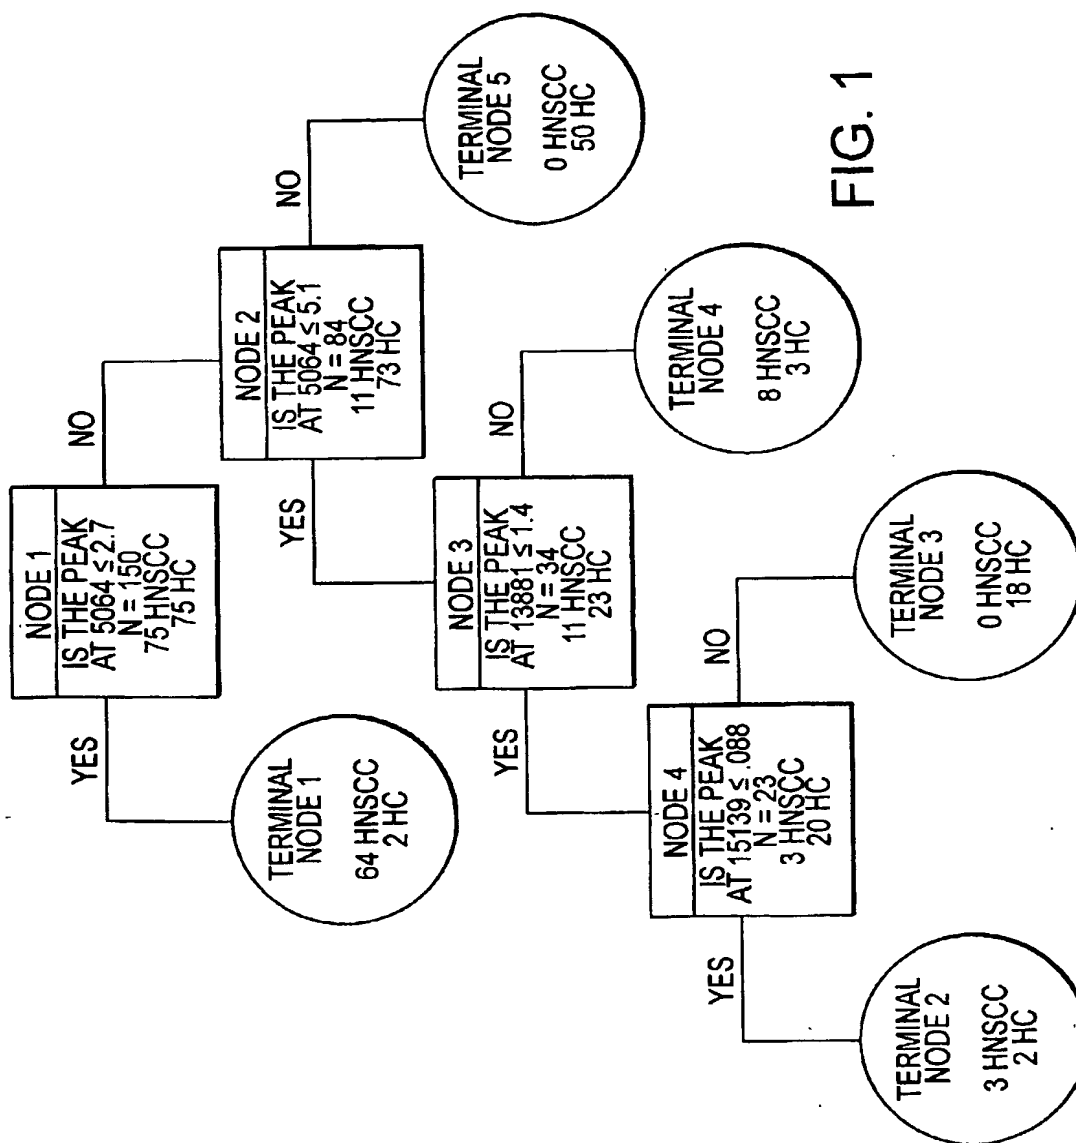 NODE 1
IS THE PEAK
AT 5064 ≤ 2.7
N = 150
75 HNSCC
75 HC
YES
NO
TERMINAL
NODE 1
64 HNSCC
2 HC
NODE 2
IS THE PEAK
AT 5064 ≤ 5.1
N = 84
11 HNSCC
73 HC
YES
NO
NODE 3
IS THE PEAK
AT 13881 ≤ 1.4
N = 34
11 HNSCC
23 HC
TERMINAL
NODE 5
0 HNSCC
50 HC
YES
NO
NODE 4
IS THE PEAK
AT 15139 ≤ .088
N = 23
3 HNSCC
20 HC
TERMINAL
NODE 4
8 HNSCC
3 HC
YES
NO
TERMINAL
NODE 2
3 HNSCC
2 HC
TERMINAL
NODE 3
0 HNSCC
18 HC
FIG. 1